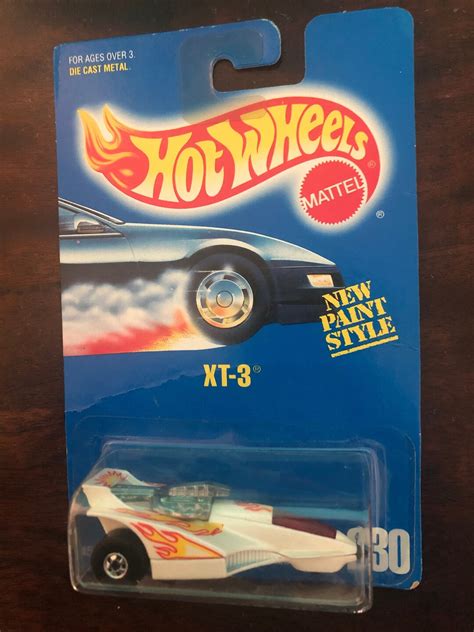 FOR AGES OVER 3.
DIE CAST METAL.
HOT WHEELS
®
MATTEL
®
NEW
PAINT
STYLE
XT-3®